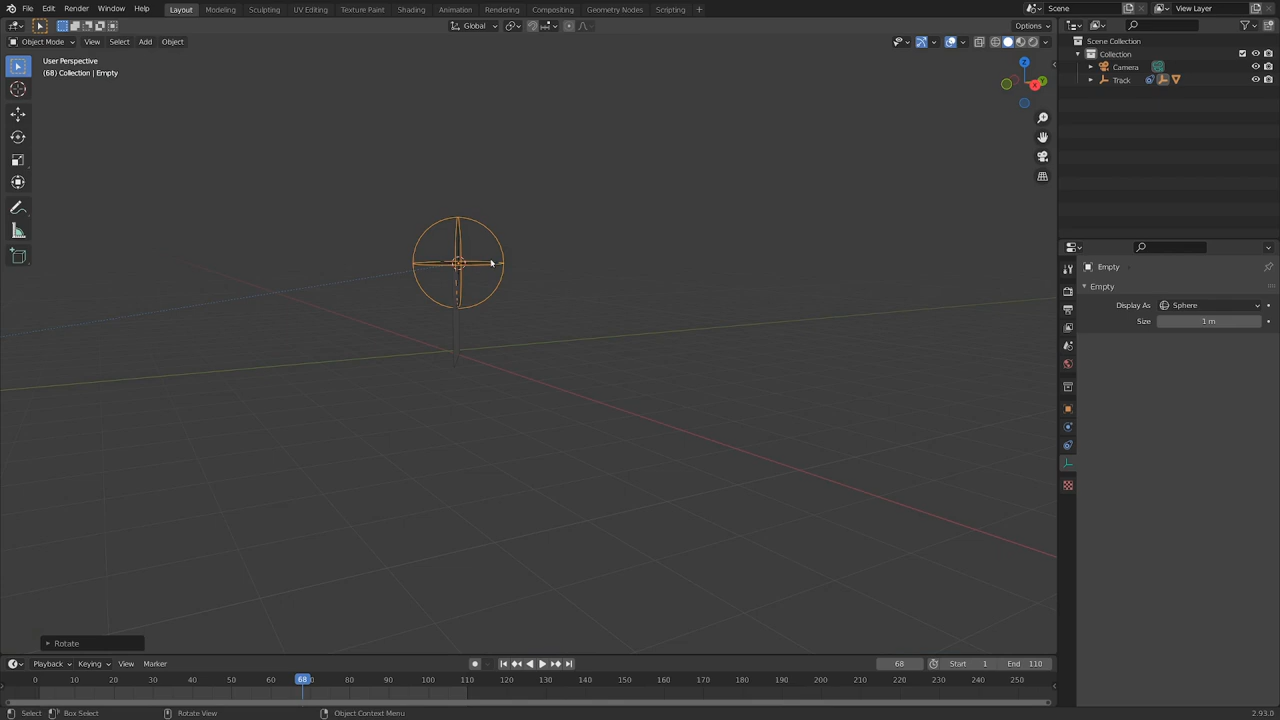 File Edit Render Window Help Layout Modeling Sculpting UV Editing Texture Paint Shading Animation Rendering Compositing Geometry Nodes Scripting + Scene View Layer
Global Options
Object Mode View Select Add Object
User Perspective
(68) Collection | Empty
Scene Collection
Collection
Camera
Track
Z
Y
X
Empty
Empty
Display As Sphere
Size 1 m
Rotate
Playback Keying View Marker 68 Start 1 End 110
0 10 20 30 40 50 60 68 80 90 100 110 120 130 140 150 160 170 180 190 200 210 220 230 240 250
Select Box Select Rotate View Object Context Menu 2.93.0